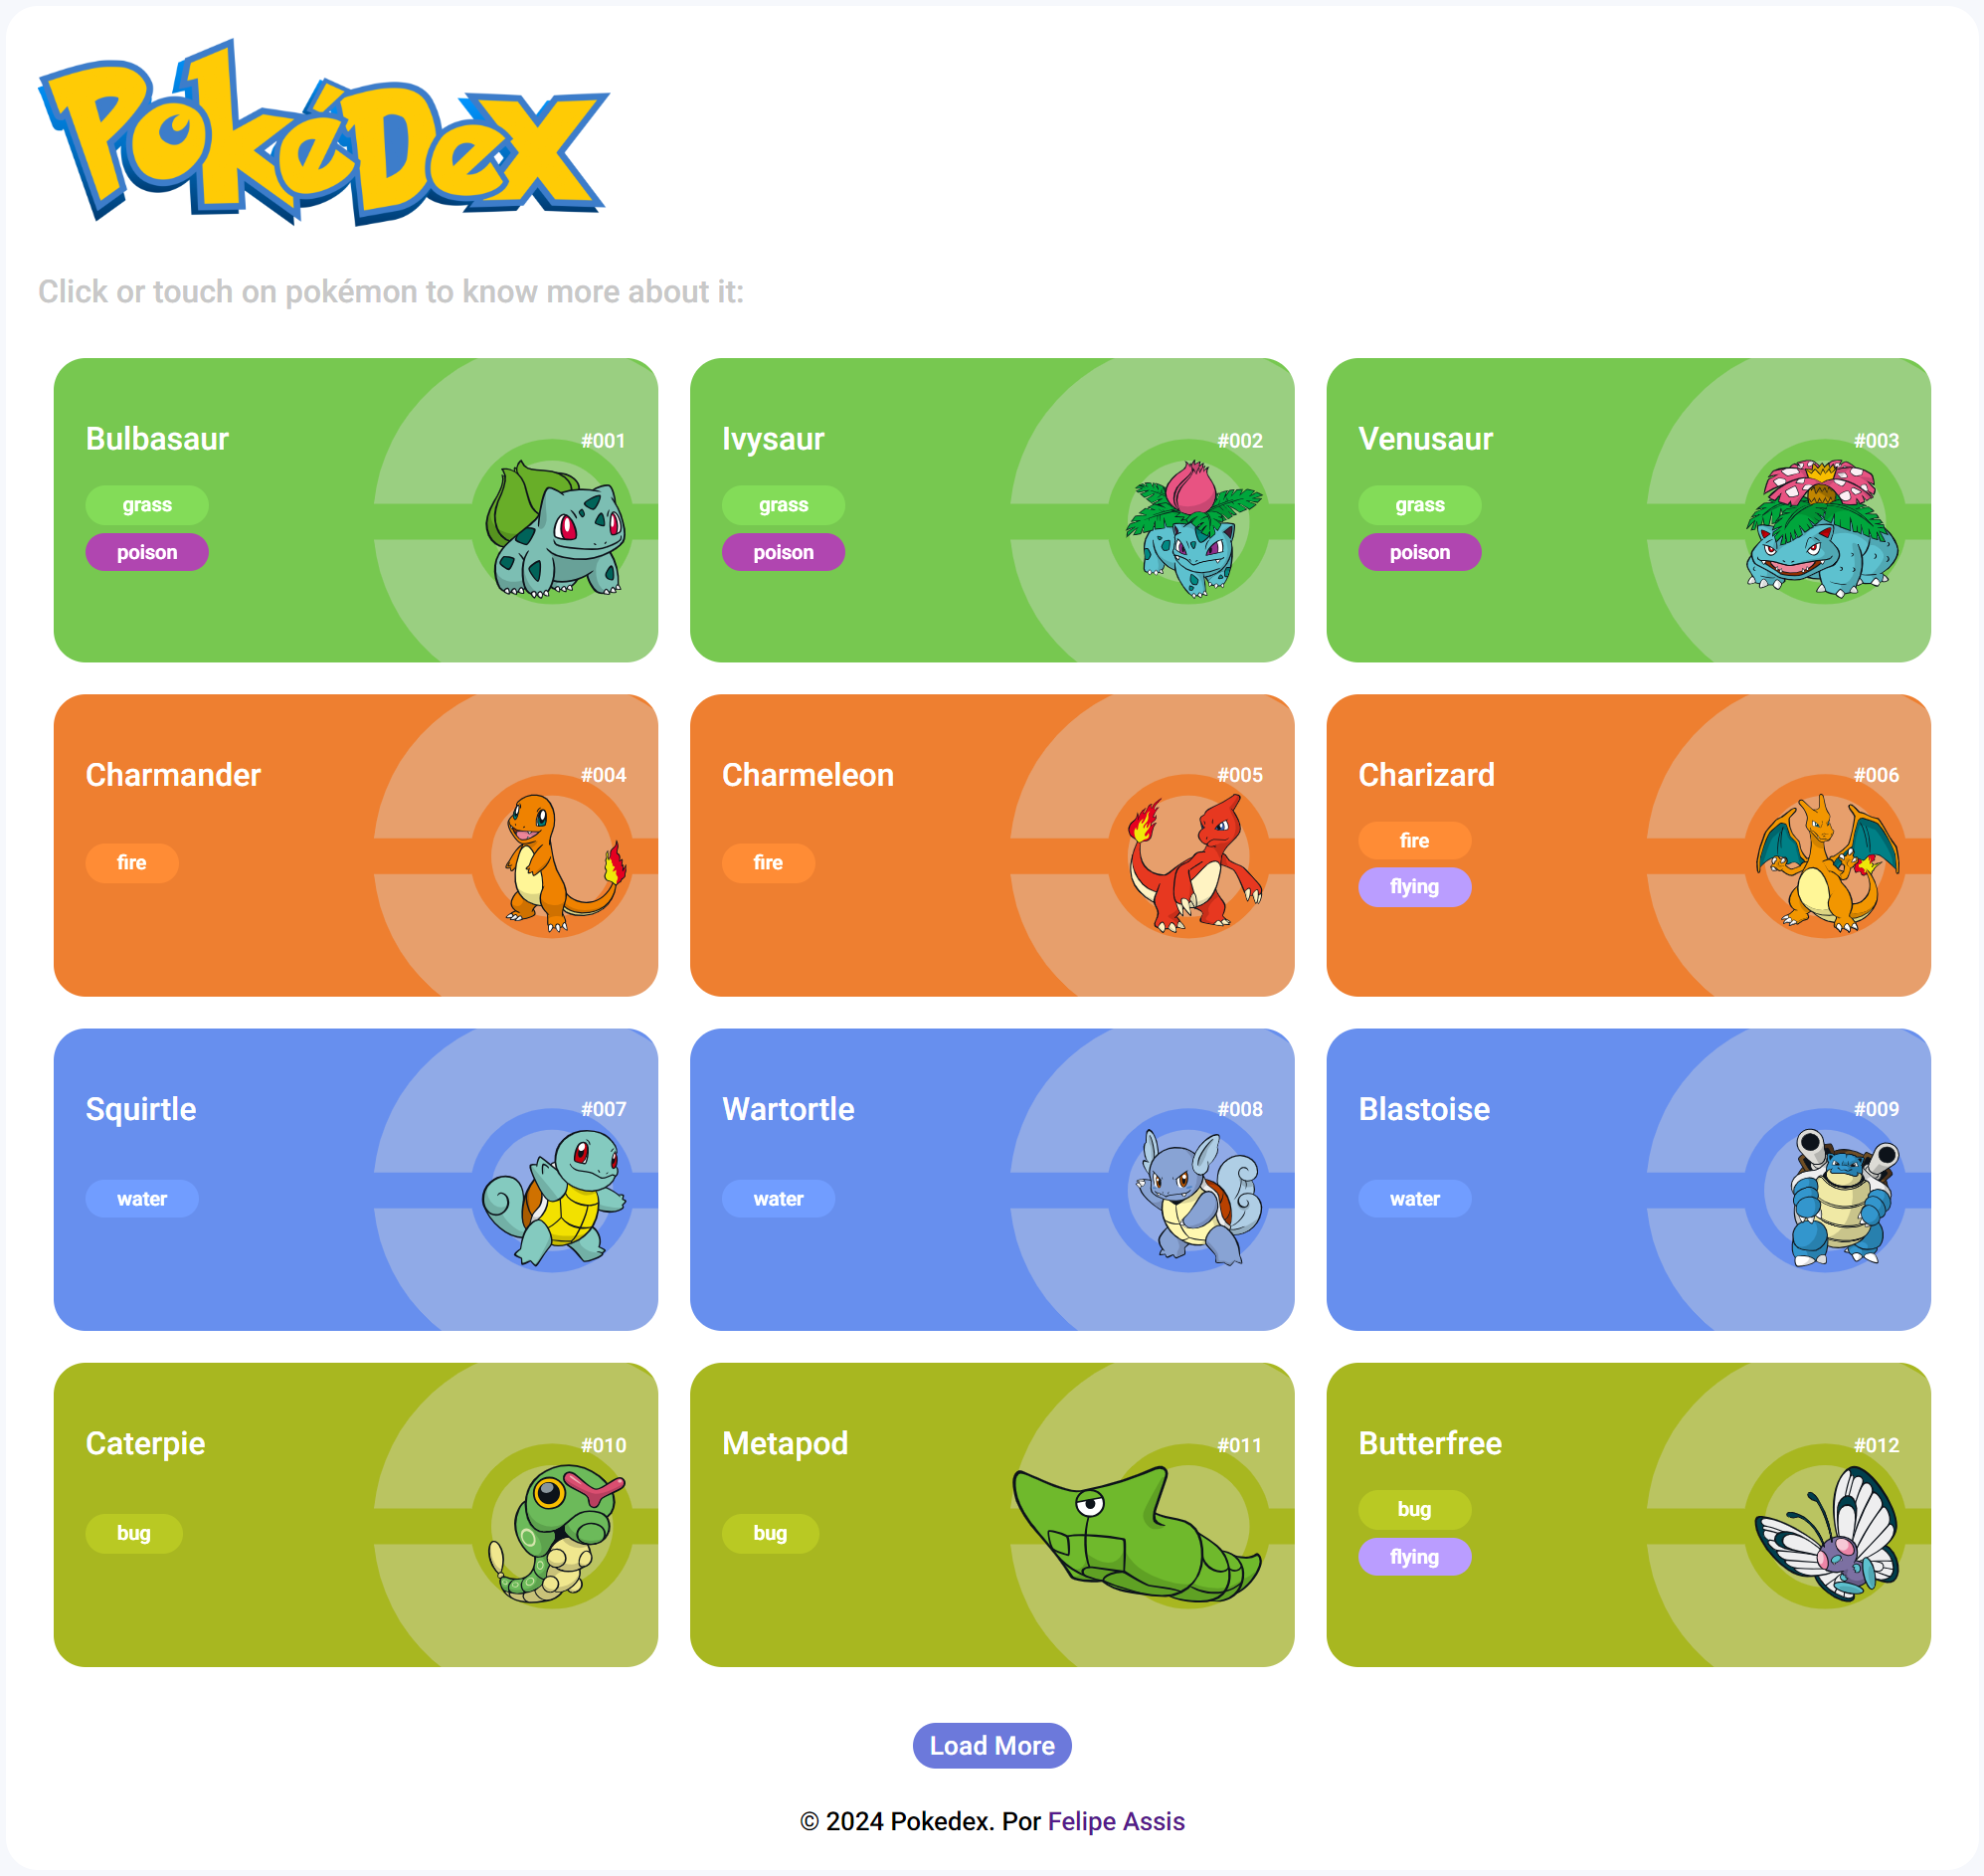 PokéDex
Click or touch on pokémon to know more about it:
Bulbasaur
#001
grass
poison
Ivysaur
#002
grass
poison
Venusaur
#003
grass
poison
Charmander
#004
fire
Charmeleon
#005
fire
Charizard
#006
fire
flying
Squirtle
#007
water
Wartortle
#008
water
Blastoise
#009
water
Caterpie
#010
bug
Metapod
#011
bug
Butterfree
#012
bug
flying
Load More
© 2024 Pokedex. Por Felipe Assis